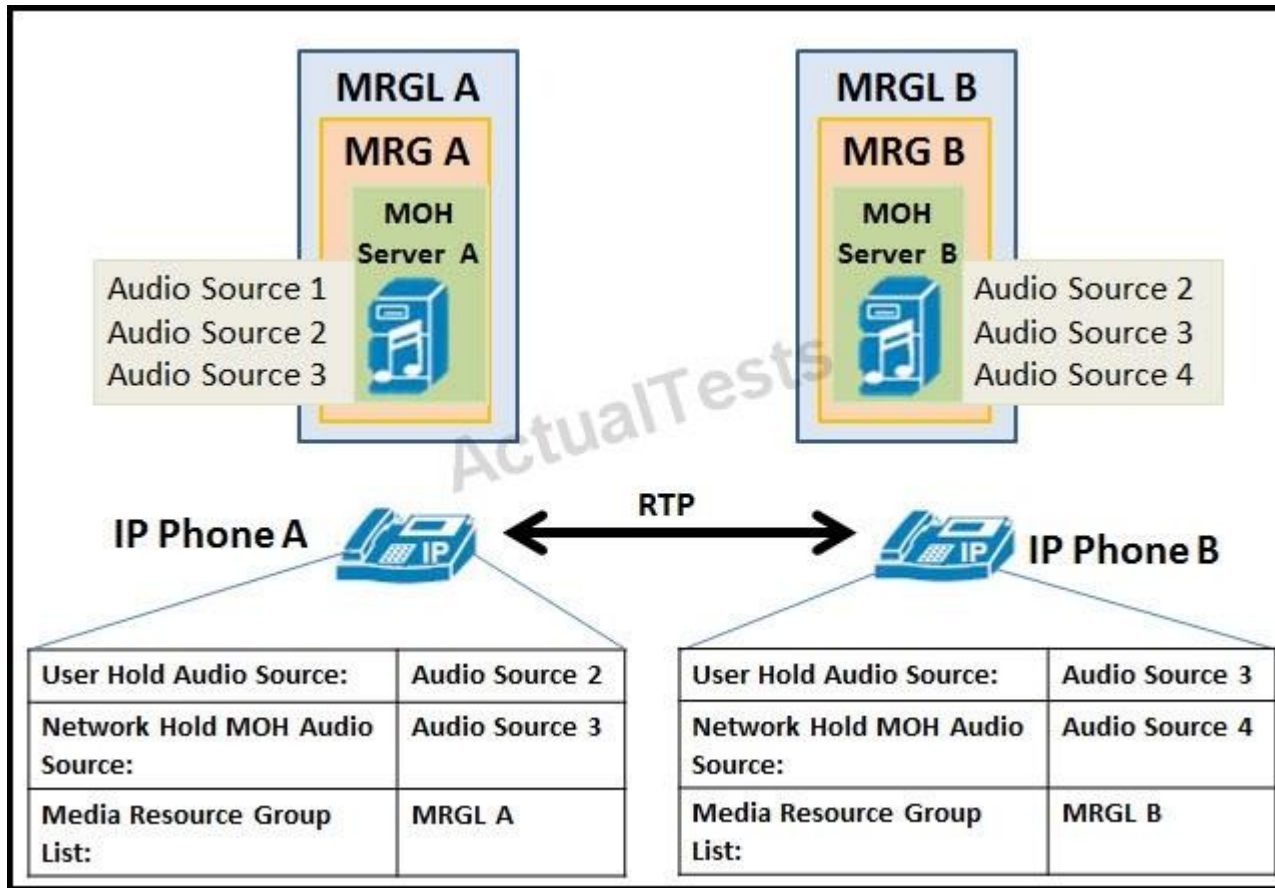 MRGL A
MRG A
MOH
Server A
Audio Source 1
Audio Source 2
Audio Source 3
MRGL B
MRG B
MOH
Server B
Audio Source 2
Audio Source 3
Audio Source 4
ActualTests
RTP
IP Phone A
IP
IP
IP Phone B
User Hold Audio Source: Audio Source 2
Network Hold MOH Audio Audio Source 3
Source:
Media Resource Group MRGL A
List:
User Hold Audio Source: Audio Source 3
Network Hold MOH Audio Audio Source 4
Source:
Media Resource Group MRGL B
List: